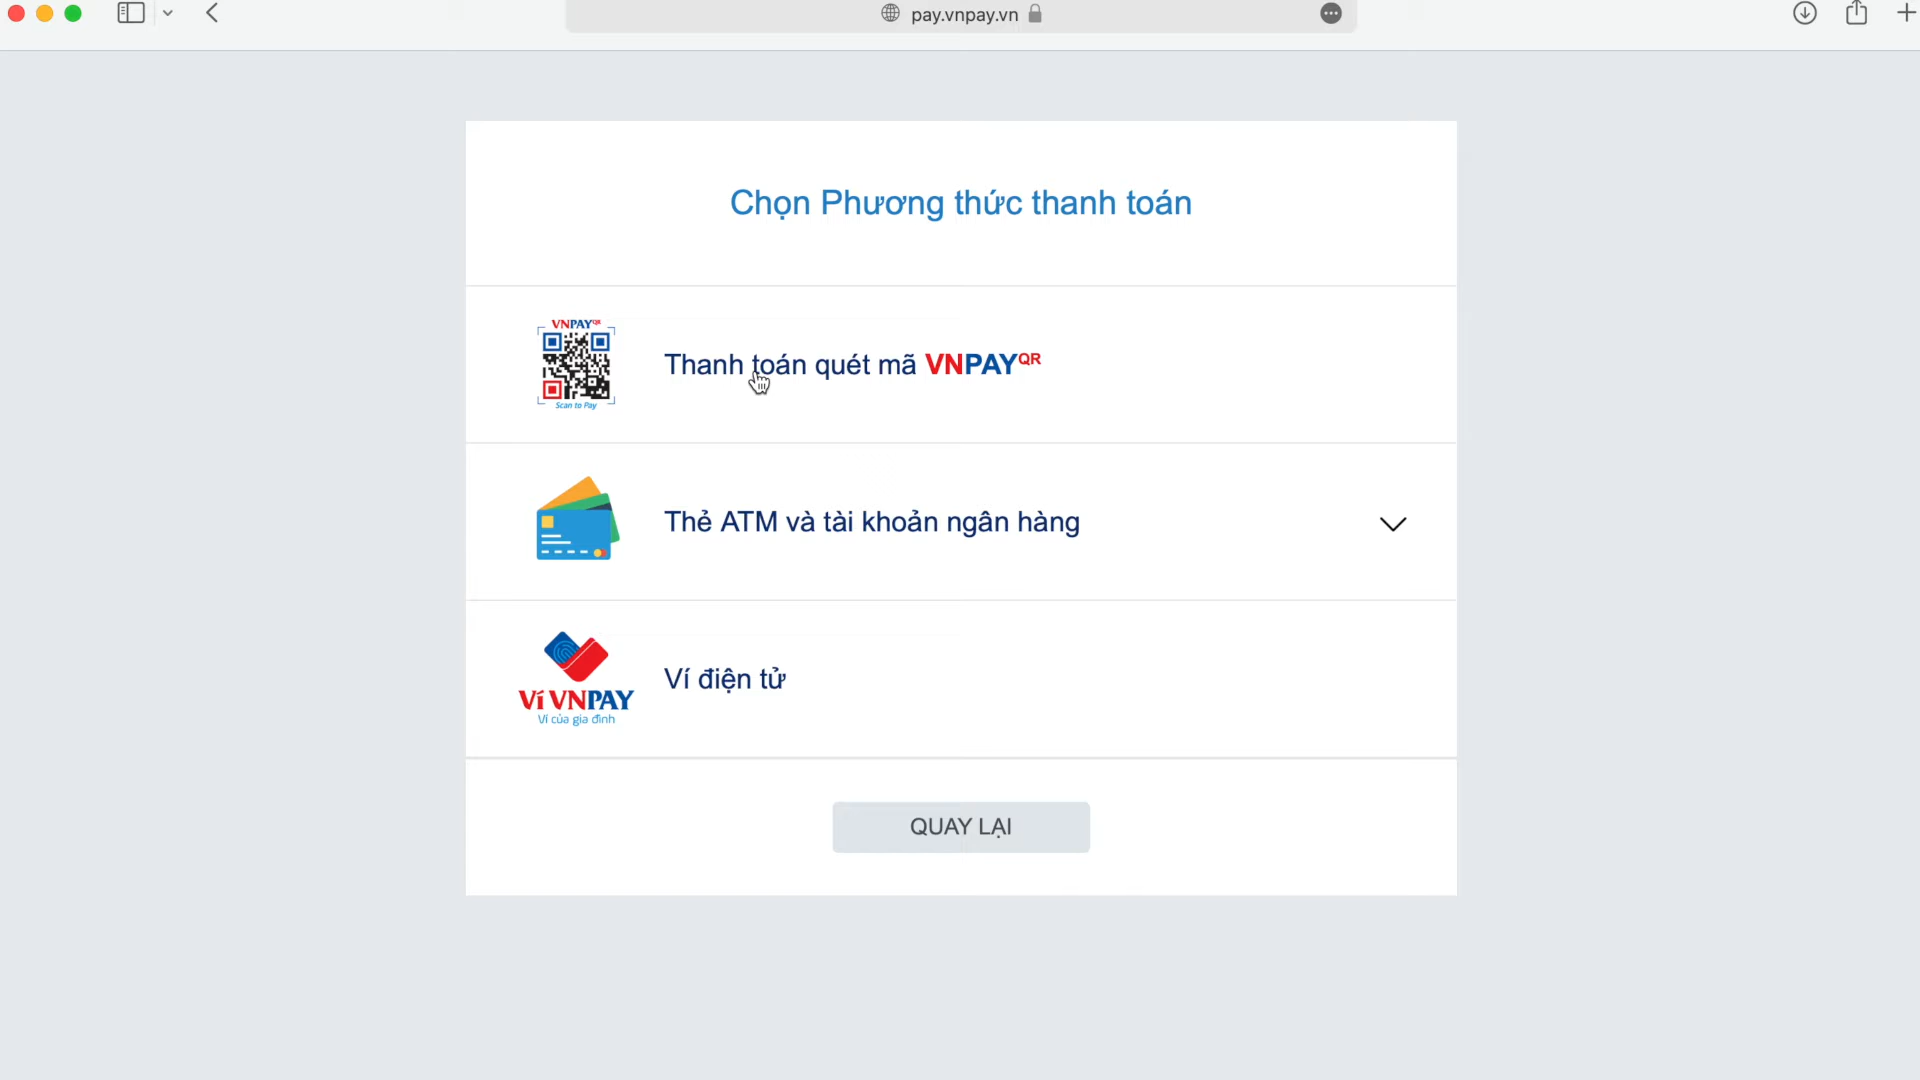 pay.vnpay.vn
Chọn Phương thức thanh toán
VNPAYQR
Scan to Pay
Thanh toán quét mã VNPAYQR
Thẻ ATM và tài khoản ngân hàng
Ví VNPAY
Ví của gia đình
Ví điện tử
QUAY LẠI